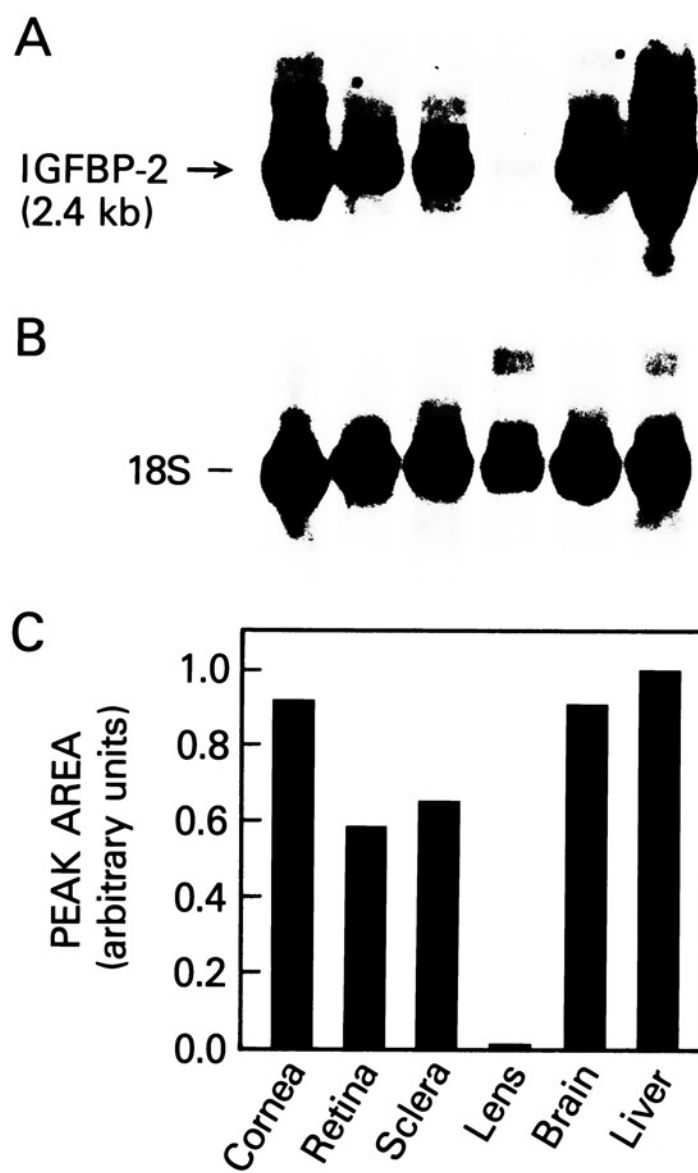 A
IGFBP-2 →
(2.4 kb)
B
18S –
C
PEAK AREA
(arbitrary units)
1.0
0.8
0.6
0.4
0.2
0.0
Cornea
Retina
Sclera
Lens
Brain
Liver